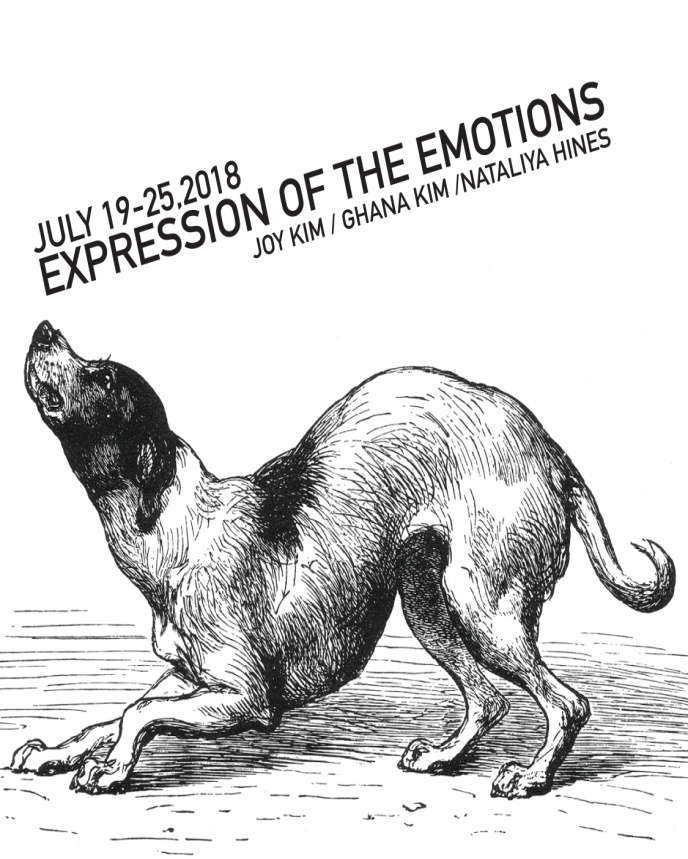 JULY 19-25,2018
EXPRESSION OF THE EMOTIONS
JOY KIM / GHANA KIM /NATALIYA HINES